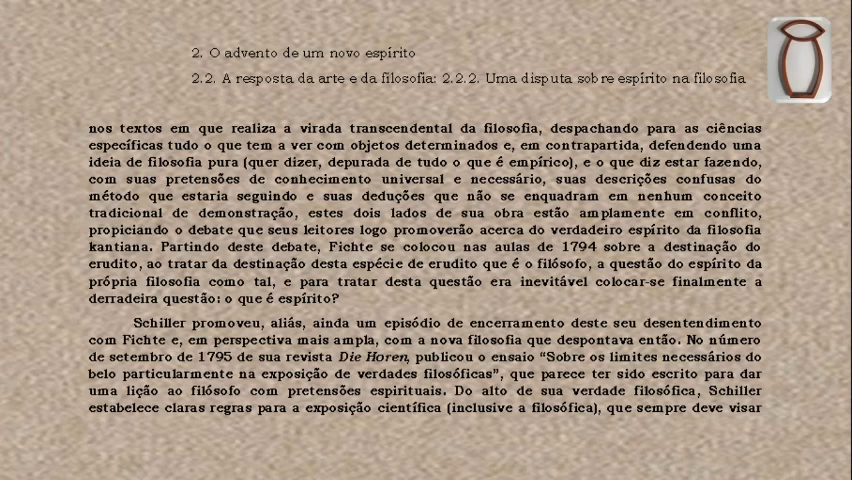 2. O advento de um novo espírito
2.2. A resposta da arte e da filosofia: 2.2.2. Uma disputa sobre espírito na filosofia
nos textos em que realiza a virada transcendental da filosofia, despachando para as ciências
específicas tudo o que tem a ver com objetos determinados e, em contrapartida, defendendo uma
ideia de filosofia pura (quer dizer, depurada de tudo o que é empírico), e o que diz estar fazendo,
com suas pretensões de conhecimento universal e necessário, suas descrições confusas do
método que estaria seguindo e suas deduções que não se enquadram em nenhum conceito
tradicional de demonstração, estes dois lados de sua obra estão amplamente em conflito,
propiciando o debate que seus leitores logo promoverão acerca do verdadeiro espírito da filosofia
kantiana. Partindo deste debate, Fichte se colocou nas aulas de 1794 sobre a destinação do
erudito, ao tratar da destinação desta espécie de erudito que é o filósofo, a questão do espírito da
própria filosofia como tal, e para tratar desta questão era inevitável colocar-se finalmente a
derradeira questão: o que é espírito?
Schiller promoveu, aliás, ainda um episódio de encerramento deste seu desentendimento
com Fichte e, em perspectiva mais ampla, com a nova filosofia que despontava então. No número
de setembro de 1795 de sua revista Die Horen, publicou o ensaio “Sobre os limites necessários do
belo particularmente na exposição de verdades filosóficas”, que parece ter sido escrito para dar
uma lição ao filósofo com pretensões espirituais. Do alto de sua verdade filosófica, Schiller
estabelece claras regras para a exposição científica (inclusive a filosófica), que sempre deve visar